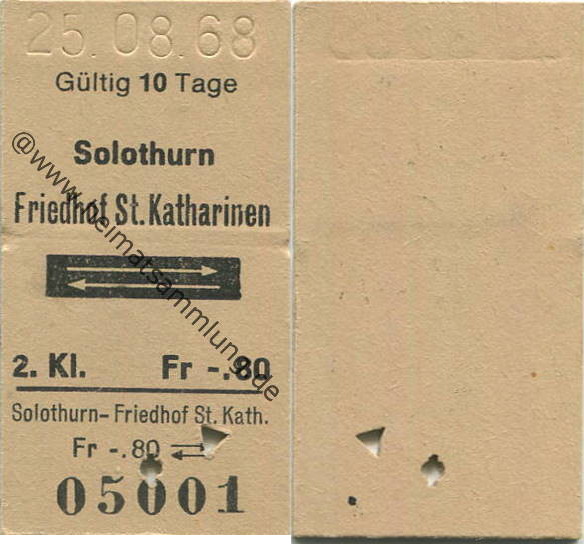 25.08.68
Gültig 10 Tage
Solothurn
Friedhof St. Katharinen
2. Kl. Fr -.80
Solothurn-Friedhof St. Kath.
Fr -.80
05001
@www.heimatsammlung.de